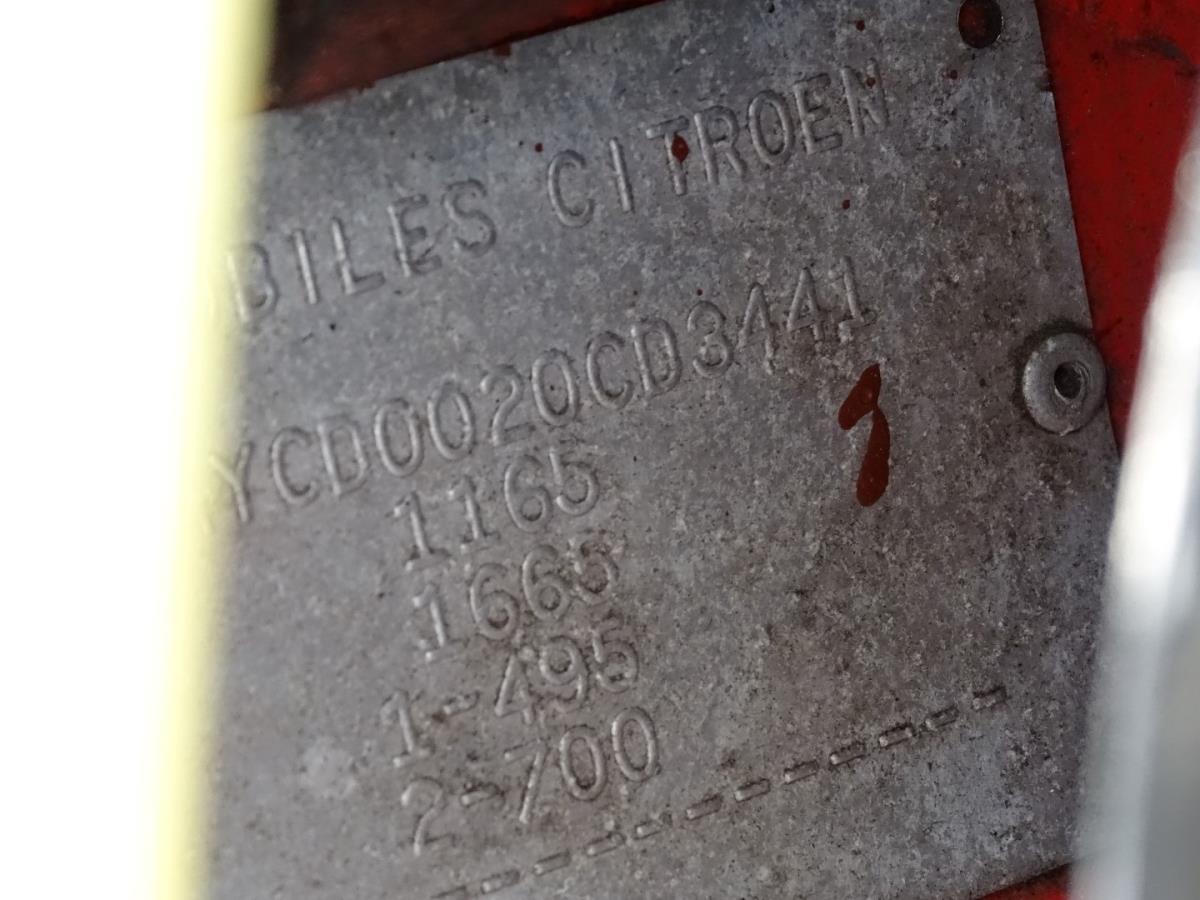 BILES CITROEN
YCD0020CD3441
1165
1665
1-495
2-700